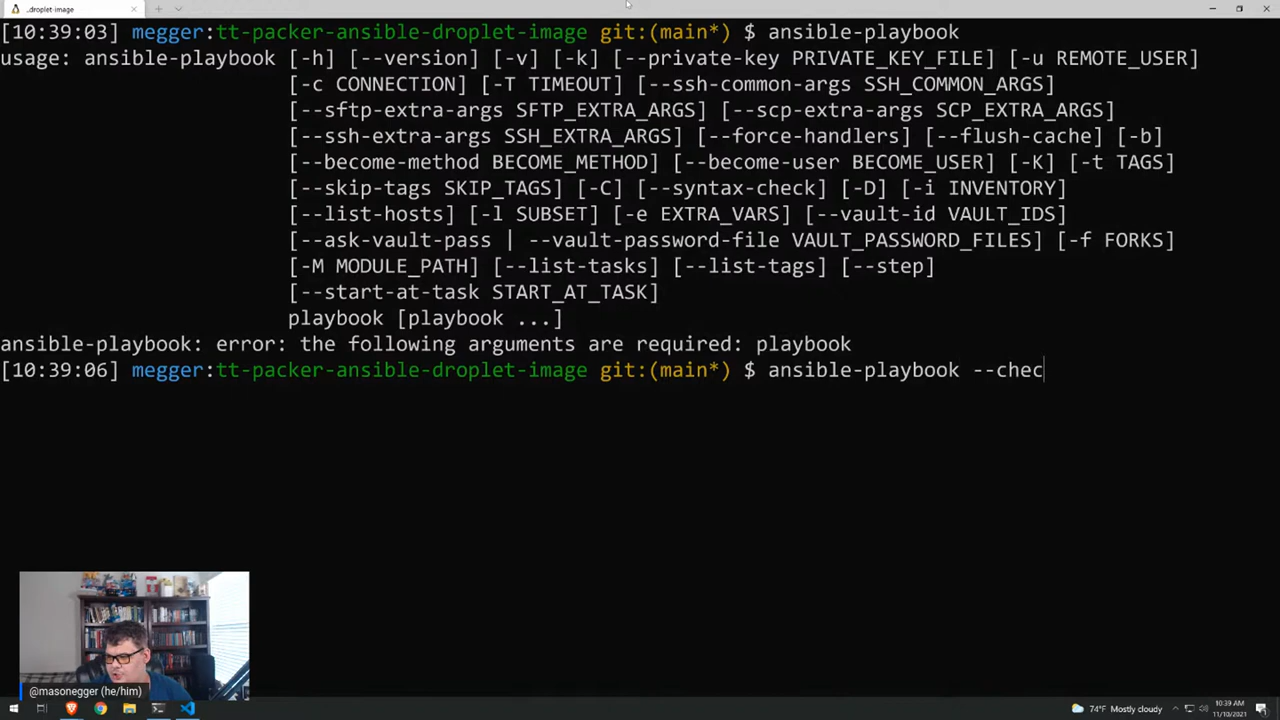 ..droplet-image
[10:39:03] megger:tt-packer-ansible-droplet-image git:(main*) $ ansible-playbook
usage: ansible-playbook [-h] [--version] [-v] [-k] [--private-key PRIVATE_KEY_FILE] [-u REMOTE_USER]
[-c CONNECTION] [-T TIMEOUT] [--ssh-common-args SSH_COMMON_ARGS]
[--sftp-extra-args SFTP_EXTRA_ARGS] [--scp-extra-args SCP_EXTRA_ARGS]
[--ssh-extra-args SSH_EXTRA_ARGS] [--force-handlers] [--flush-cache] [-b]
[--become-method BECOME_METHOD] [--become-user BECOME_USER] [-K] [-t TAGS]
[--skip-tags SKIP_TAGS] [-C] [--syntax-check] [-D] [-i INVENTORY]
[--list-hosts] [-l SUBSET] [-e EXTRA_VARS] [--vault-id VAULT_IDS]
[--ask-vault-pass | --vault-password-file VAULT_PASSWORD_FILES] [-f FORKS]
[-M MODULE_PATH] [--list-tasks] [--list-tags] [--step]
[--start-at-task START_AT_TASK]
playbook [playbook ...]
ansible-playbook: error: the following arguments are required: playbook
[10:39:06] megger:tt-packer-ansible-droplet-image git:(main*) $ ansible-playbook --chec
@masonegger (he/him)
74°F Mostly cloudy
10:39 AM
11/10/2021